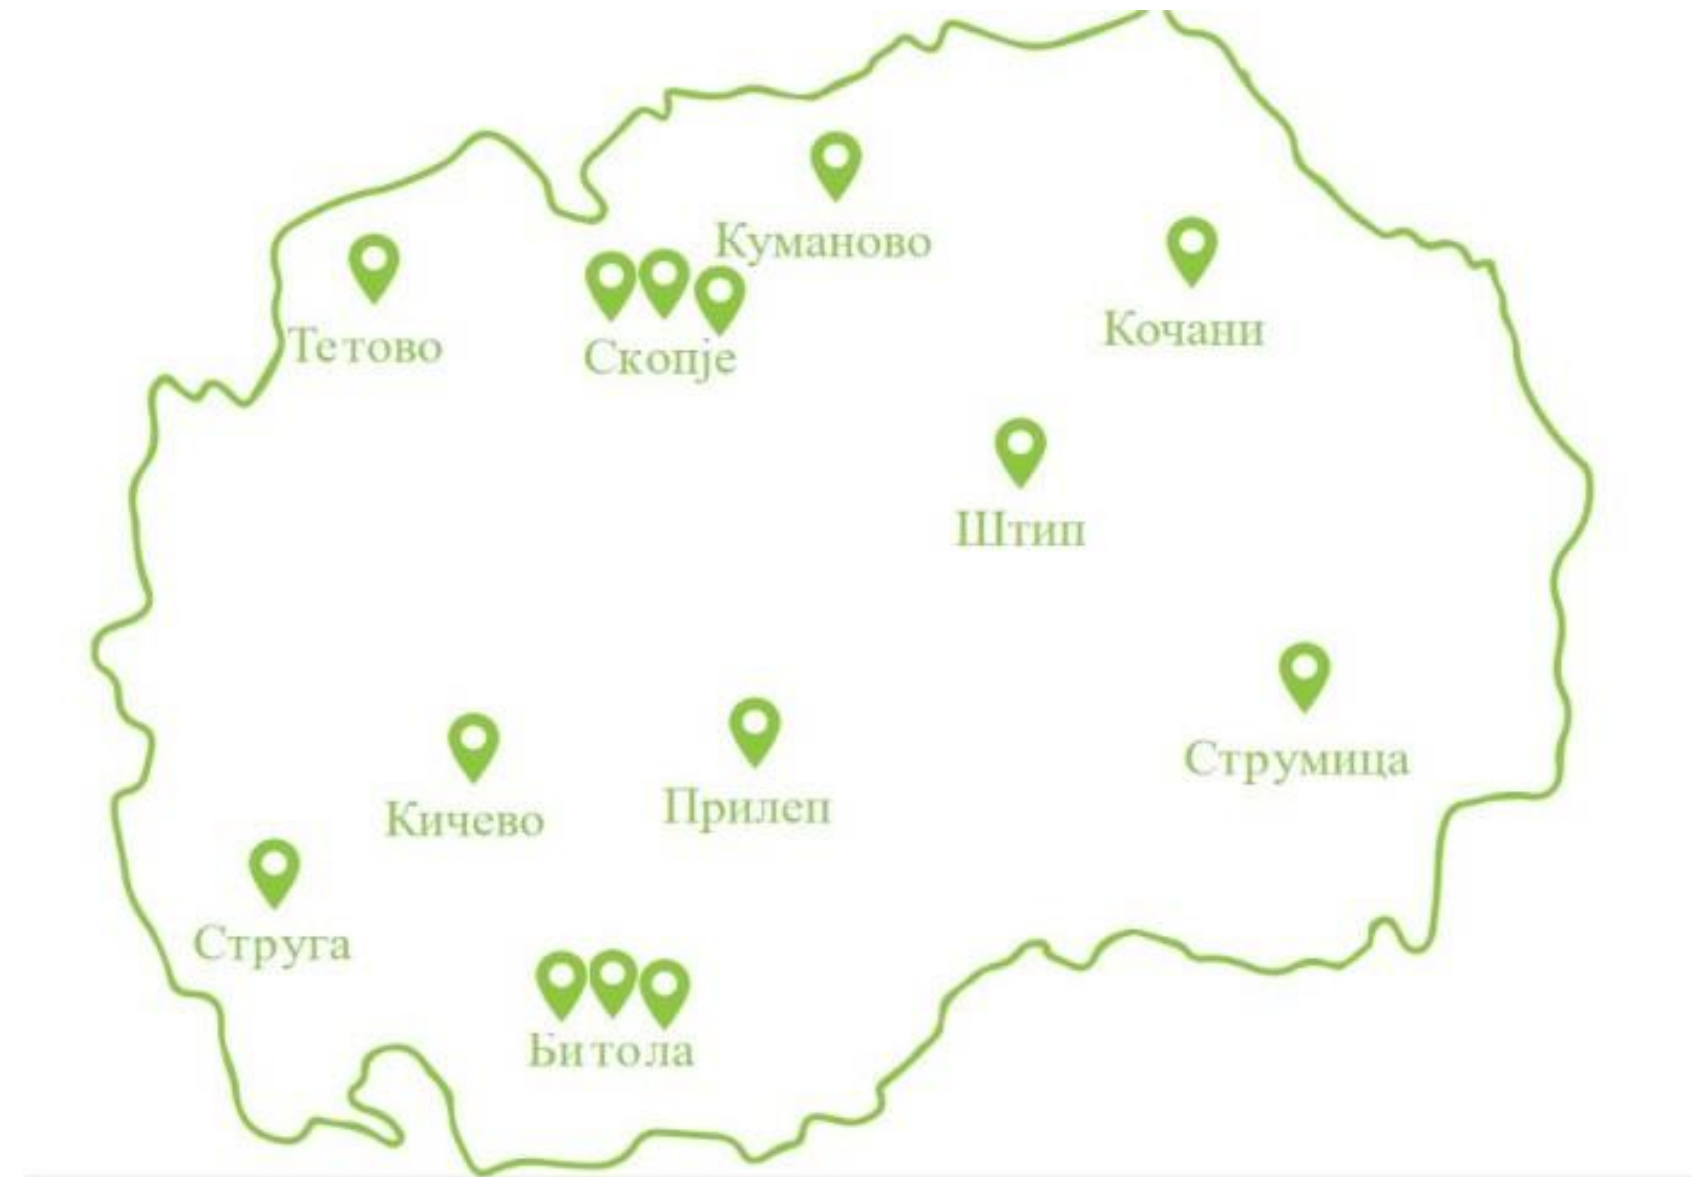 Куманово
Кочани
Тетово
Скопје
Штип
Струмица
Кичево
Прилеп
Струга
Битола